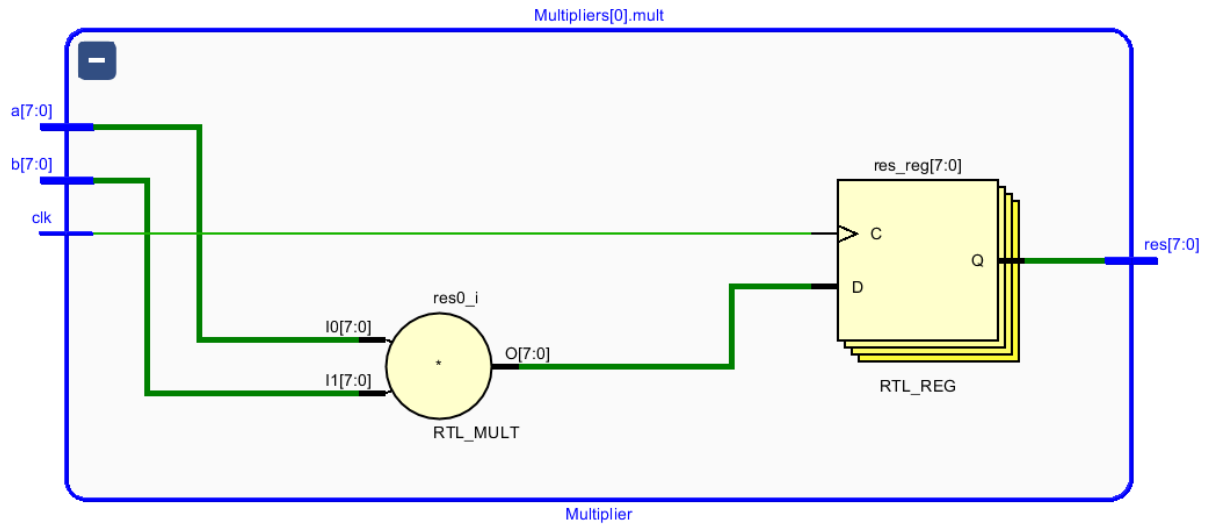 Multipliers[0].mult
a[7:0]
b[7:0]
clk
res_reg[7:0]
C
Q
D
res[7:0]
res0_i
I0[7:0]
I1[7:0]
*
O[7:0]
RTL_MULT
RTL_REG
Multiplier